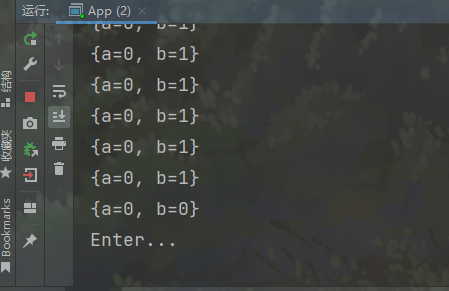 运行:
App (2)
{a=0, b=1}
{a=0, b=1}
{a=0, b=1}
{a=0, b=1}
{a=0, b=1}
{a=0, b=1}
{a=0, b=0}
Enter...
结构
收藏夹
Bookmarks